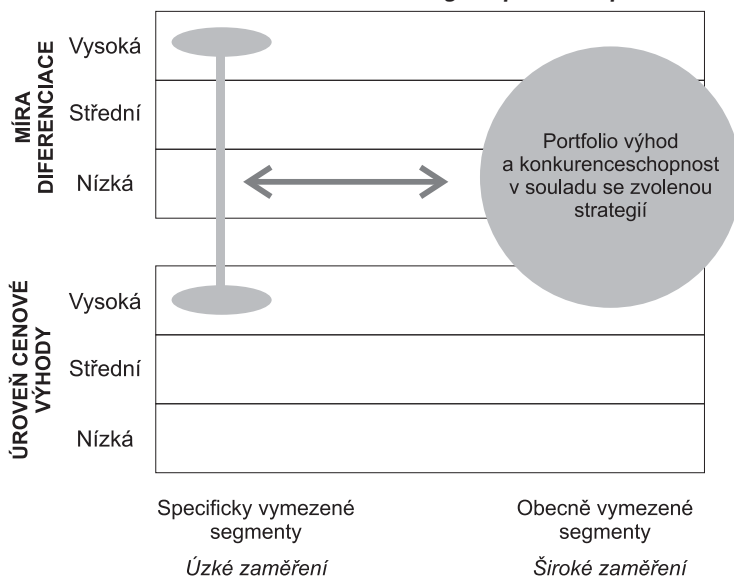 MÍRA
DIFERENCIACE
Vysoká
Střední
Nízká
Portfolio výhod
a konkurenceschopnost
v souladu se zvolenou
strategií
ÚROVEŇ CENOVÉ
VÝHODY
Vysoká
Střední
Nízká
Specificky vymezené
segmenty
Úzké zaměření
Obecně vymezené
segmenty
Široké zaměření